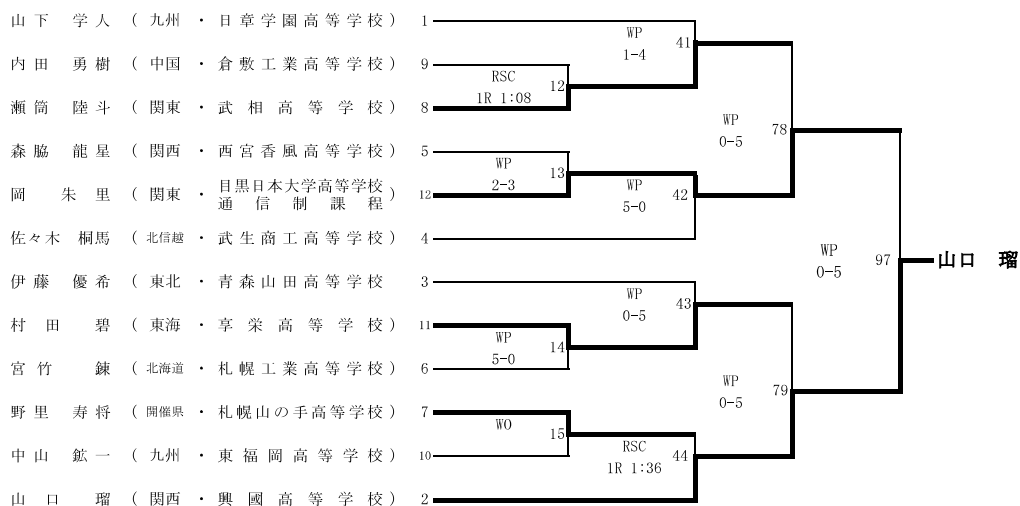 山下 学人 （ 九州 ・ 日章学園高等学校 ） 1
WP
1-4
41
内田 勇樹 （ 中国 ・ 倉敷工業高等学校 ） 9
RSC
1R 1:08
12
瀬筒 陸斗 （ 関東 ・ 武相高等学校 ） 8
WP
0-5
78
森脇 龍星 （ 関西 ・ 西宮香風高等学校 ） 5
WP
2-3
13
岡 朱里 （ 関東 ・ 目黒日本大学高等学校 通信制課程 ） 12
WP
5-0
42
佐々木 桐馬 （ 北信越 ・ 武生商工高等学校 ） 4
WP
0-5
97
山口 瑠
伊藤 優希 （ 東北 ・ 青森山田高等学校 ） 3
WP
0-5
43
村田 碧 （ 東海 ・ 享栄高等学校 ） 11
WP
5-0
14
宮竹 錬 （ 北海道 ・ 札幌工業高等学校 ） 6
WP
0-5
79
野里 寿将 （ 開催県 ・ 札幌山の手高等学校 ） 7
WO
15
中山 鉱一 （ 九州 ・ 東福岡高等学校 ） 10
RSC
1R 1:36
44
山口 瑠 （ 関西 ・ 興國高等学校 ） 2